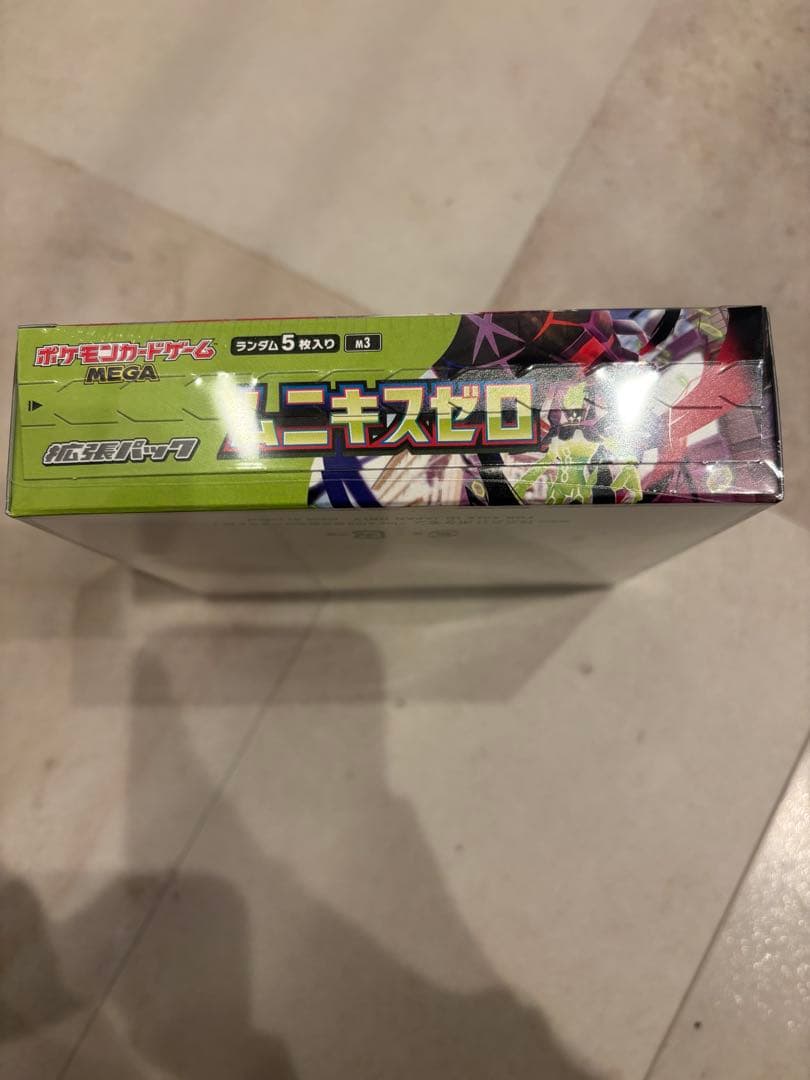 ポケモンカードゲーム
MEGA
ランダム5枚入り M3
ムニキスゼロ
拡張パック